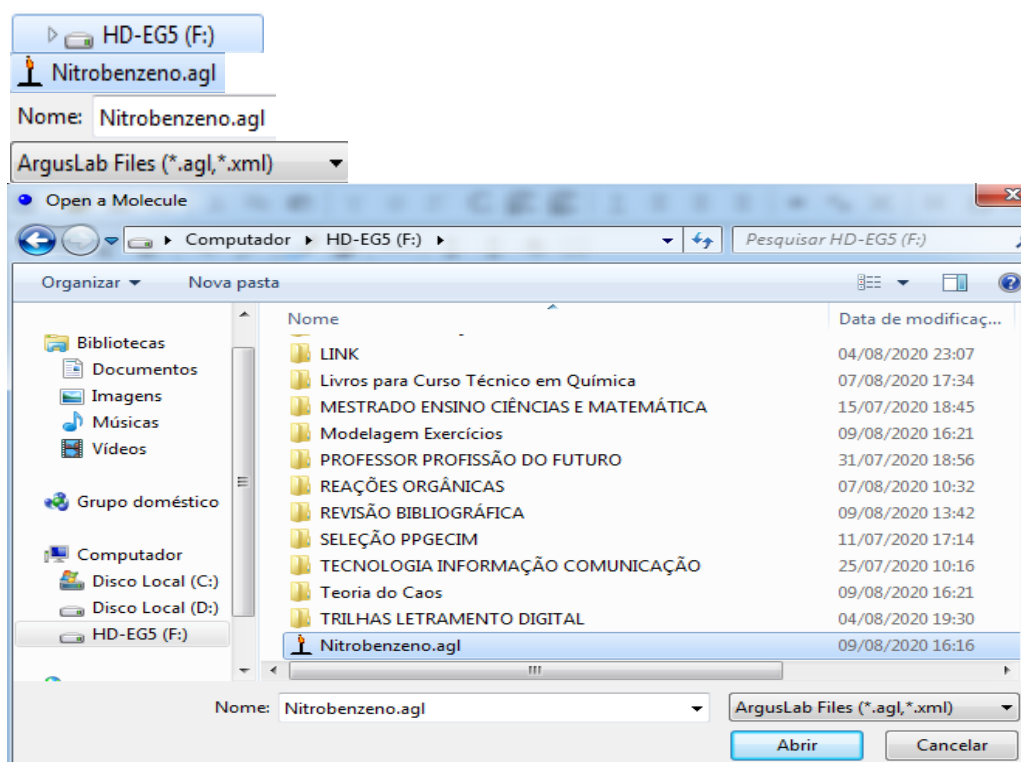 HD-EG5 (F:)
Nitrobenzeno.agl
Nome: Nitrobenzeno.agl
ArgusLab Files (*.agl,*.xml)
Open a Molecule
Computador HD-EG5 (F:) Pesquisar HD-EG5 (F:)
Organizar Nova pasta
Nome Data de modificaç...
Bibliotecas
Documentos
Imagens
Músicas
Vídeos
Grupo doméstico
Computador
Disco Local (C:)
Disco Local (D:)
HD-EG5 (F:)
LINK 04/08/2020 23:07
Livros para Curso Técnico em Química 07/08/2020 17:34
MESTRADO ENSINO CIÊNCIAS E MATEMÁTICA 15/07/2020 18:45
Modelagem Exercícios 09/08/2020 16:21
PROFESSOR PROFISSÃO DO FUTURO 31/07/2020 18:56
REAÇÕES ORGÂNICAS 07/08/2020 10:32
REVISÃO BIBLIOGRÁFICA 09/08/2020 13:42
SELEÇÃO PPGECIM 11/07/2020 17:14
TECNOLOGIA INFORMAÇÃO COMUNICAÇÃO 25/07/2020 10:16
Teoria do Caos 09/08/2020 16:21
TRILHAS LETRAMENTO DIGITAL 04/08/2020 19:30
Nitrobenzeno.agl 09/08/2020 16:16
Nome: Nitrobenzeno.agl ArgusLab Files (*.agl,*.xml)
Abrir Cancelar